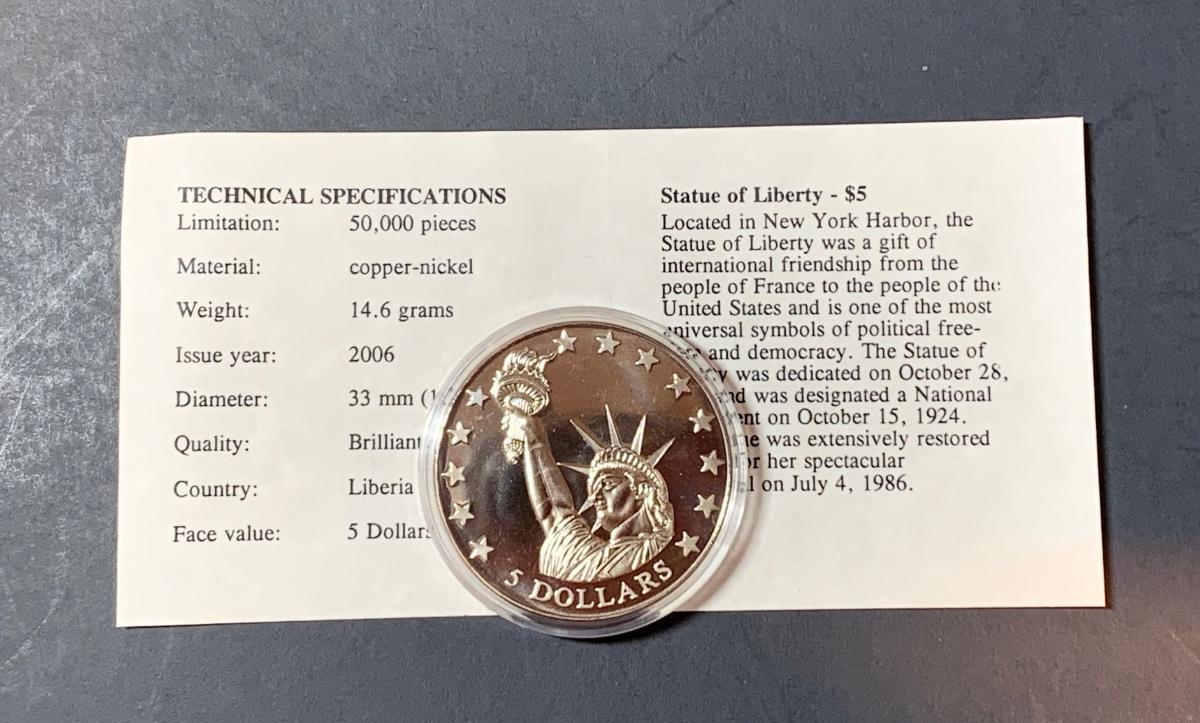 TECHNICAL SPECIFICATIONS
Limitation: 50,000 pieces
Material: copper-nickel
Weight: 14.6 grams
Issue year: 2006
Diameter: 33 mm (
Quality: Brilliant
Country: Liberia
Face value: 5 Dollars
Statue of Liberty - $5
Located in New York Harbor, the
Statue of Liberty was a gift of
international friendship from the
people of France to the people of the
United States and is one of the most
universal symbols of political free-
and democracy. The Statue of
was dedicated on October 28,
and was designated a National
on October 15, 1924.
was extensively restored
for her spectacular
on July 4, 1986.
5 DOLLARS